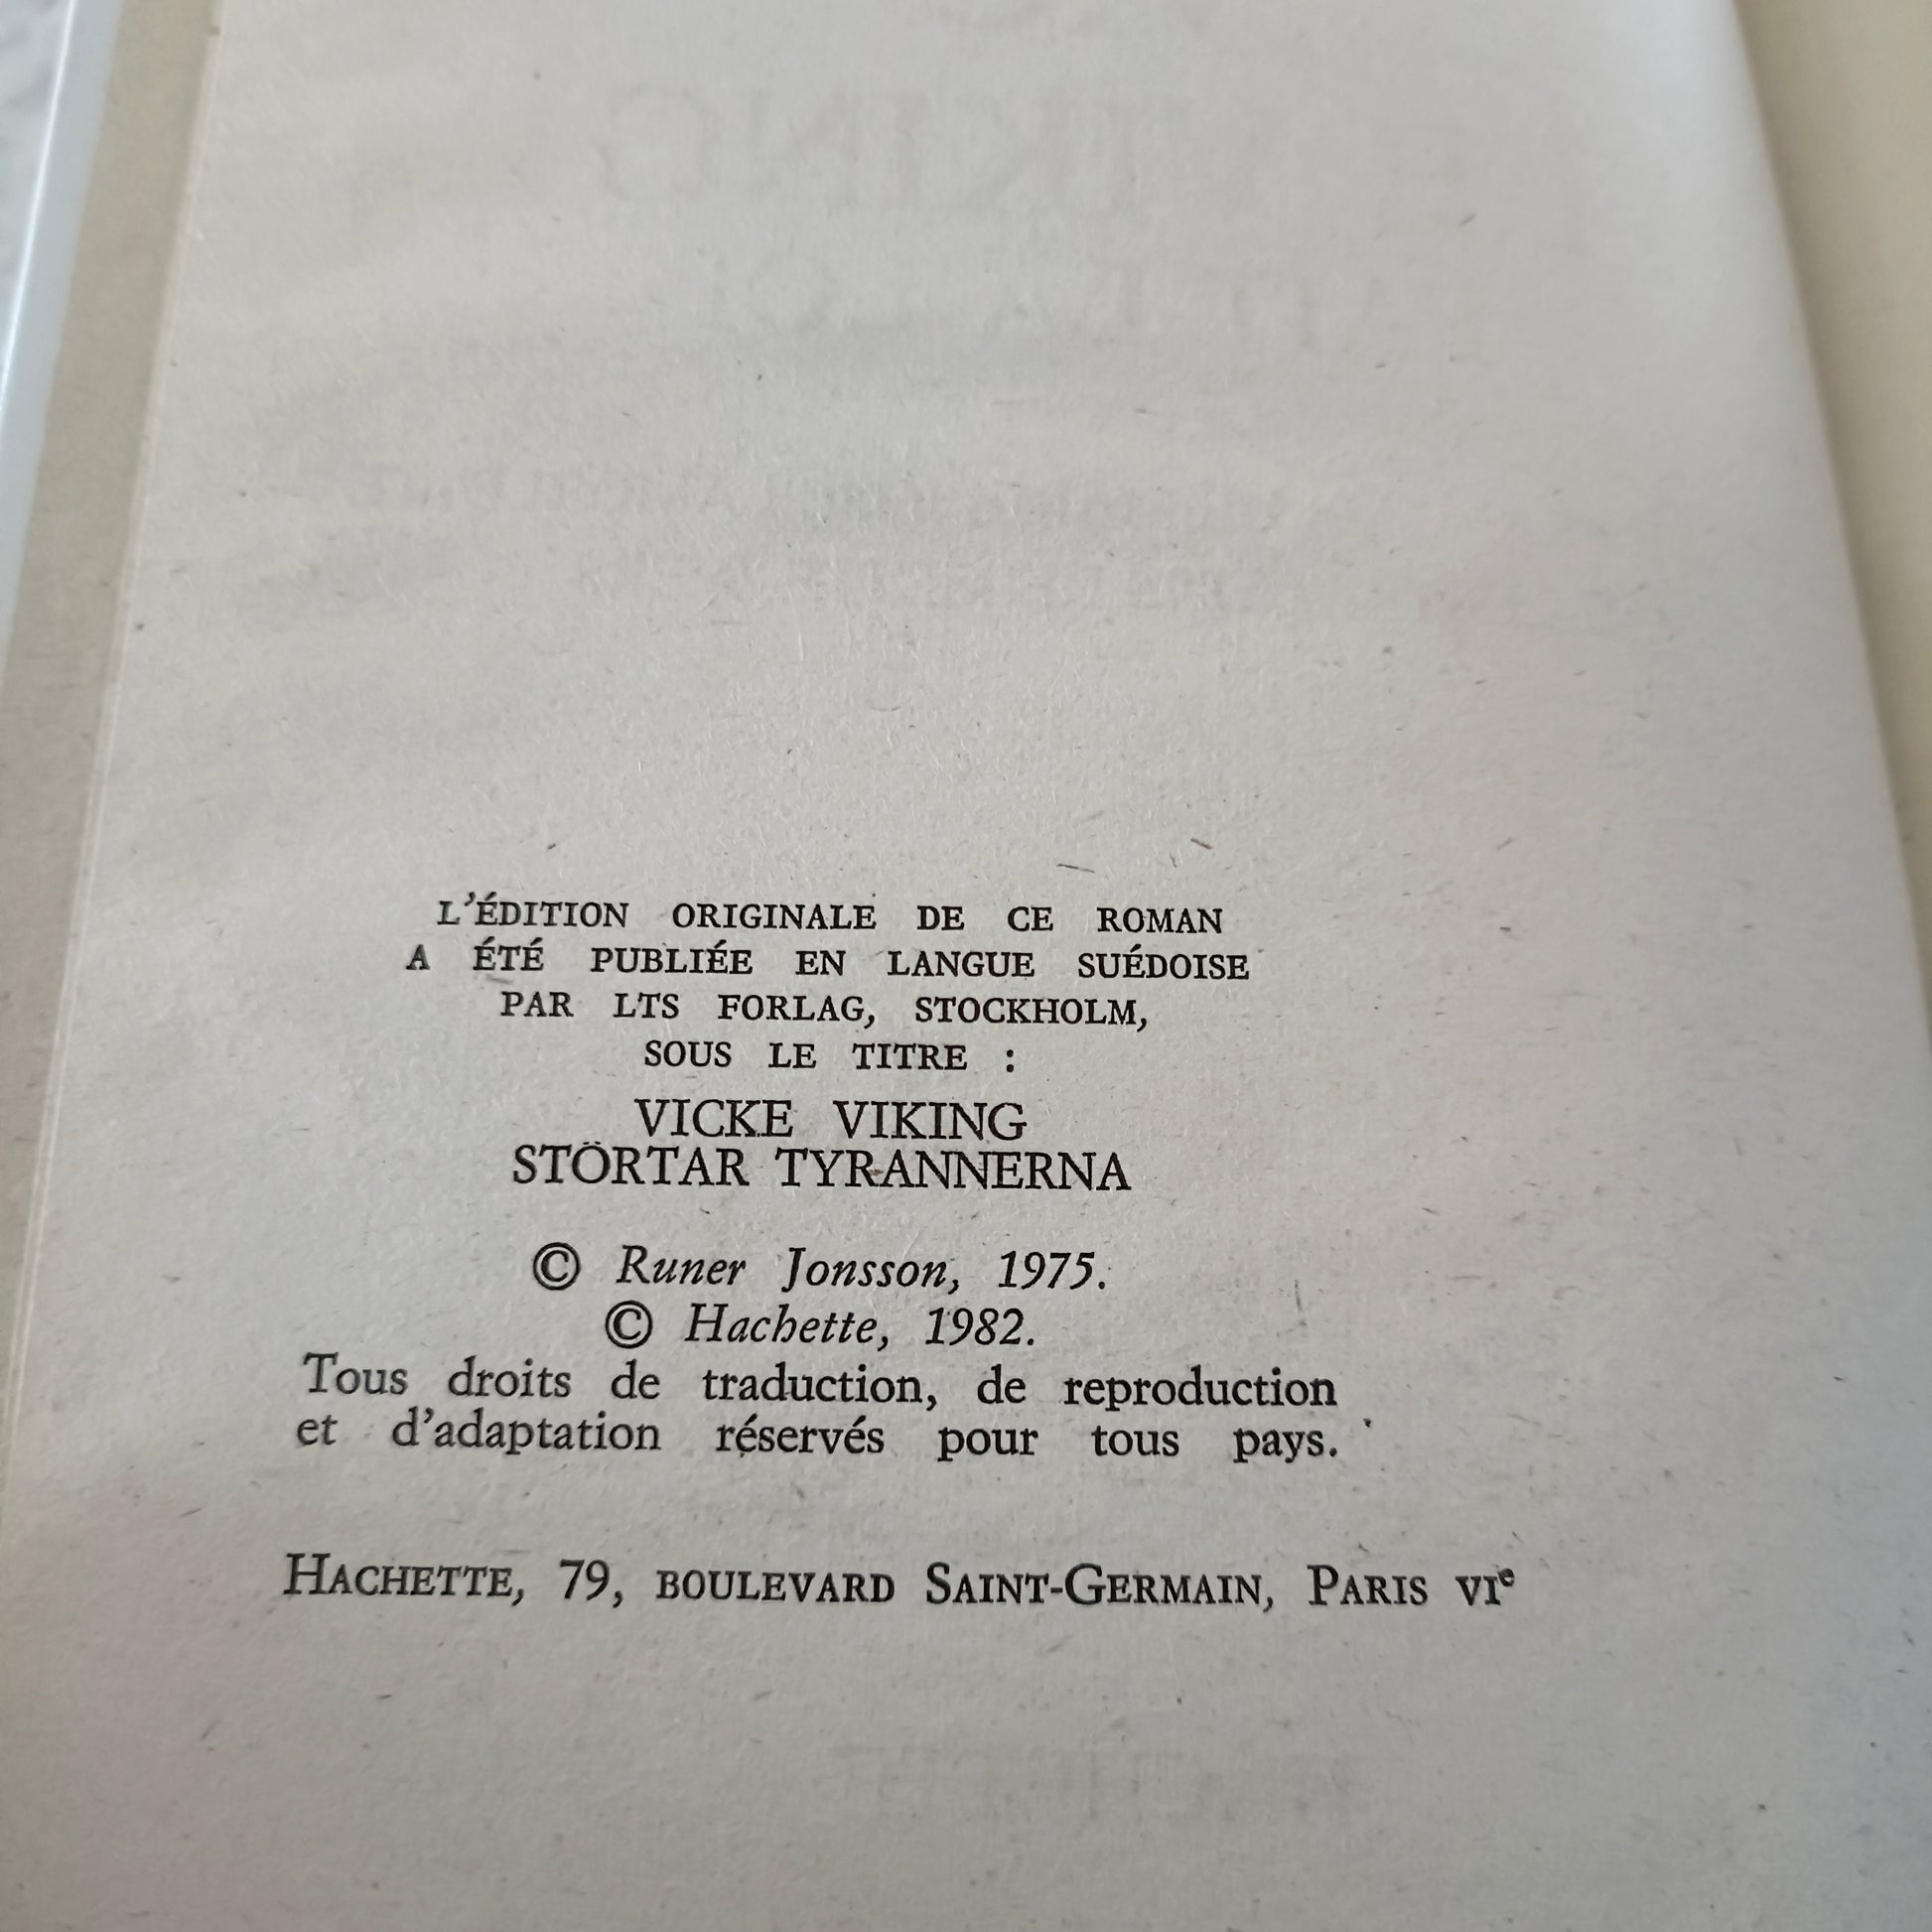 L'ÉDITION ORIGINALE DE CE ROMAN
A ÉTÉ PUBLIÉE EN LANGUE SUÉDOISE
PAR LTS FORLAG, STOCKHOLM,
SOUS LE TITRE :
VICKE VIKING
STÖRTAR TYRANNERNA
© Runer Jonsson, 1975.
© Hachette, 1982.
Tous droits de traduction, de reproduction
et d'adaptation réservés pour tous pays.
HACHETTE, 79, BOULEVARD SAINT-GERMAIN, PARIS VIᵉ